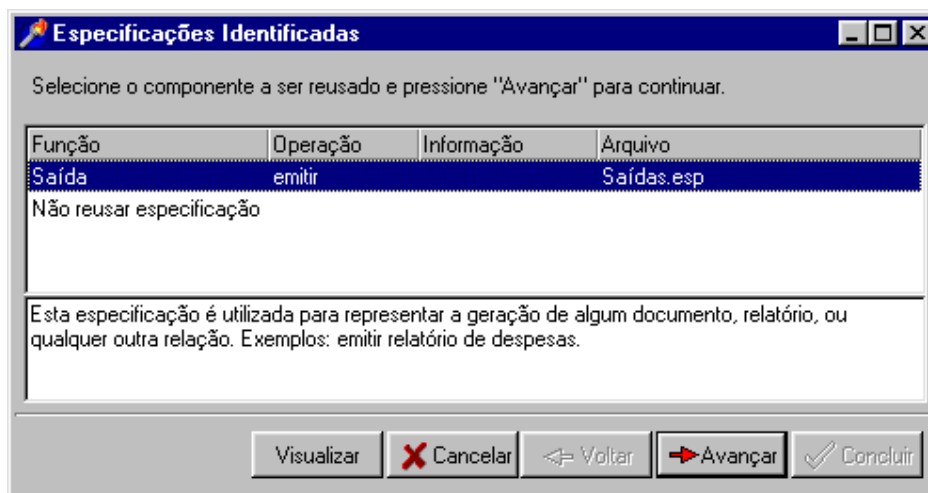 Especificações Identificadas
Selecione o componente a ser reusado e pressione "Avançar" para continuar.
Função Operação Informação Arquivo
Saída emitir Saídas.esp
Não reusar especificação
Esta especificação é utilizada para representar a geração de algum documento, relatório, ou
qualquer outra relação. Exemplos: emitir relatório de despesas.
Visualizar Cancelar Voltar Avançar Concluir